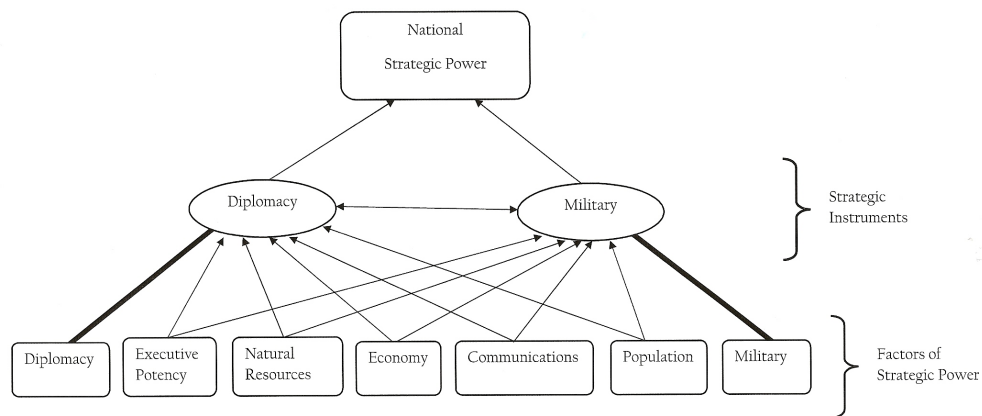 National
Strategic Power
Diplomacy
Military
Strategic
Instruments
Diplomacy
Executive
Potency
Natural
Resources
Economy
Communications
Population
Military
Factors of
Strategic Power